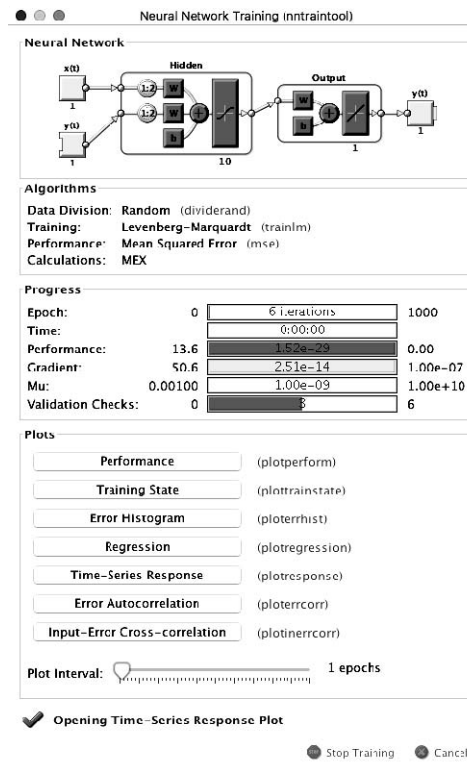 Neural Network Training (nntraintool)
Neural Network
Hidden
Output
x(t)
1
y(t)
1
1:2
W
1:2
W
b
+
10
W
b
+
1
y(t)
1
Algorithms
Data Division: Random (dividerand)
Training: Levenberg-Marquardt (trainlm)
Performance: Mean Squared Error (mse)
Calculations: MEX
Progress
Epoch: 0 6 iterations 1000
Time: 0:00:00
Performance: 13.6 1.52e-29 0.00
Gradient: 50.6 2.51e-14 1.00e-07
Mu: 0.00100 1.00e-09 1.00e+10
Validation Checks: 0 3 6
Plots
Performance (plotperform)
Training State (plottrainstate)
Error Histogram (ploterrhist)
Regression (plotregression)
Time-Series Response (plotresponse)
Error Autocorrelation (ploterrcorr)
Input-Error Cross-correlation (plotinerrcorr)
Plot Interval: 1 epochs
Opening Time-Series Response Plot
Stop Training Cancel